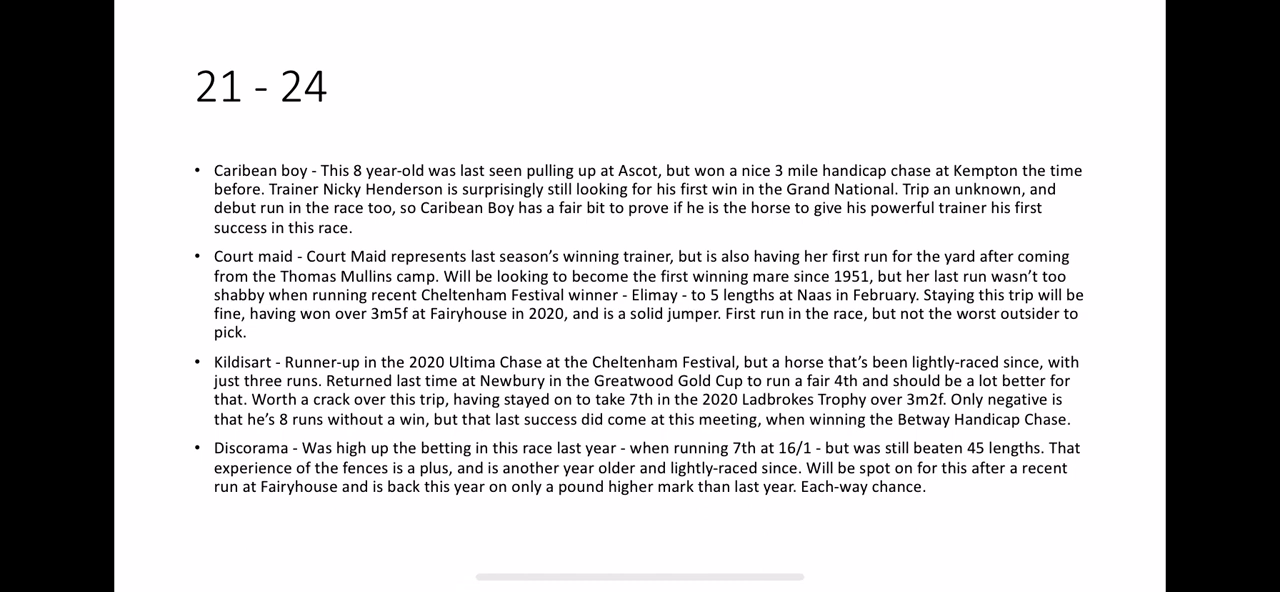 21 - 24
• Caribean boy - This 8 year-old was last seen pulling up at Ascot, but won a nice 3 mile handicap chase at Kempton the time
before. Trainer Nicky Henderson is surprisingly still looking for his first win in the Grand National. Trip an unknown, and
debut run in the race too, so Caribean Boy has a fair bit to prove if he is the horse to give his powerful trainer his first
success in this race.
• Court maid - Court Maid represents last season’s winning trainer, but is also having her first run for the yard after coming
from the Thomas Mullins camp. Will be looking to become the first winning mare since 1951, but her last run wasn’t too
shabby when running recent Cheltenham Festival winner - Elimay - to 5 lengths at Naas in February. Staying this trip will be
fine, having won over 3m5f at Fairyhouse in 2020, and is a solid jumper. First run in the race, but not the worst outsider to
pick.
• Kildisart - Runner-up in the 2020 Ultima Chase at the Cheltenham Festival, but a horse that’s been lightly-raced since, with
just three runs. Returned last time at Newbury in the Greatwood Gold Cup to run a fair 4th and should be a lot better for
that. Worth a crack over this trip, having stayed on to take 7th in the 2020 Ladbrokes Trophy over 3m2f. Only negative is
that he’s 8 runs without a win, but that last success did come at this meeting, when winning the Betway Handicap Chase.
• Discorama - Was high up the betting in this race last year - when running 7th at 16/1 - but was still beaten 45 lengths. That
experience of the fences is a plus, and is another year older and lightly-raced since. Will be spot on for this after a recent
run at Fairyhouse and is back this year on only a pound higher mark than last year. Each-way chance.